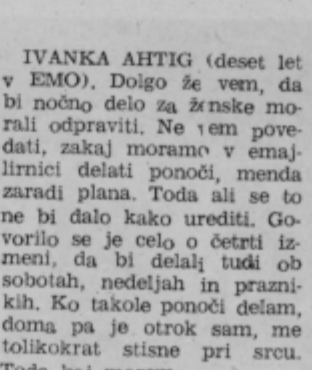 IVANKA AHTIG (deset let
v EMO). Dolgo že vem, da
bi nočno delo za ženske mo-
rali odpraviti. Ne vem pove-
dati, zakaj moramo v emaj-
lirnici delati ponoči, menda
zaradi plana. Toda ali se to
ne bi dalo kako urediti. Go-
vorilo se je celo o četrti iz-
meni, da bi delali tudi ob
sobotah, nedeljah in prazni-
kih. Ko takole ponoči delam,
doma pa je otrok sam, me
tolikokrat stisne pri srcu.